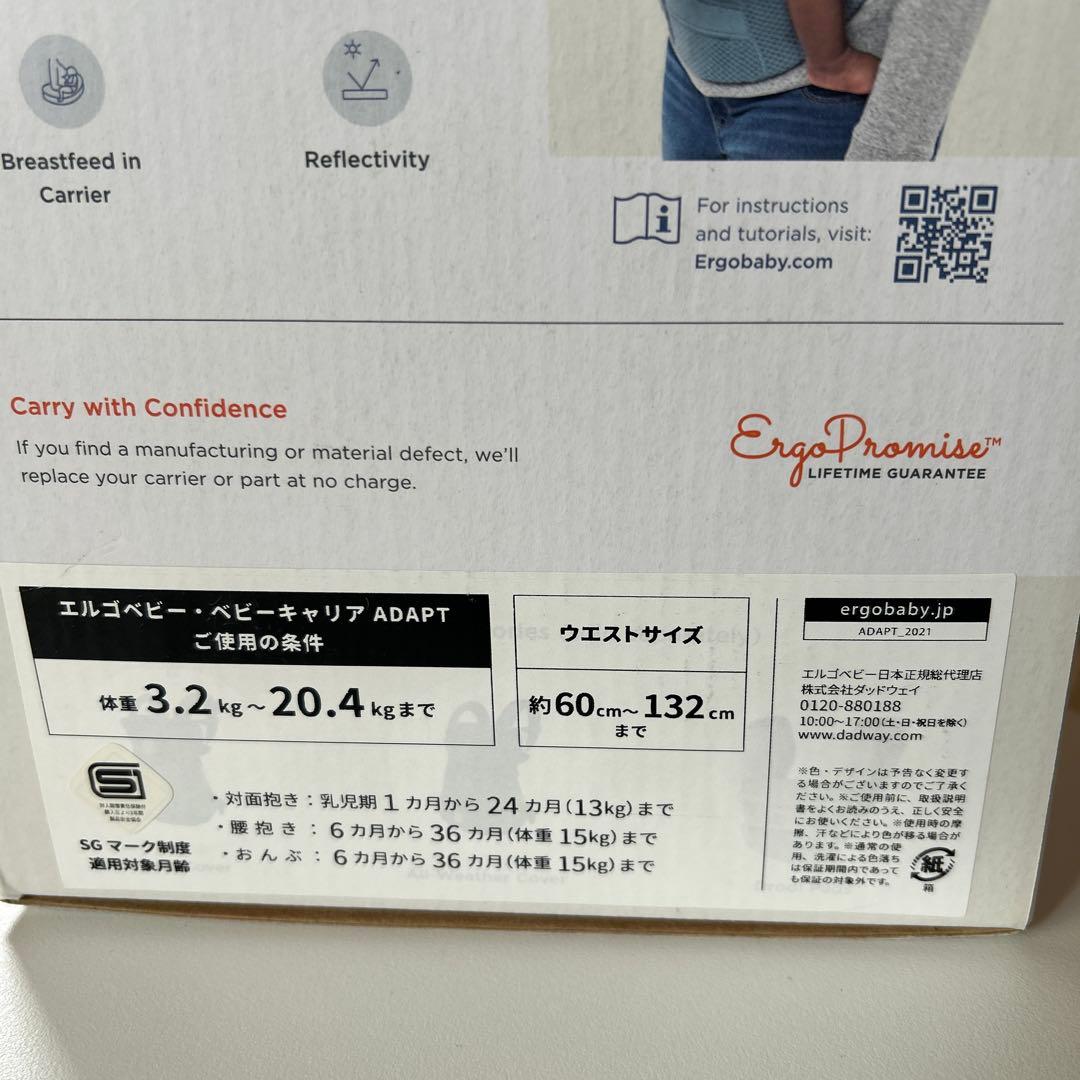 Breastfeed in
Carrier
Reflectivity
For instructions
and tutorials, visit:
Ergobaby.com
Carry with Confidence
If you find a manufacturing or material defect, we'll
replace your carrier or part at no charge.
ErgoPromise™
LIFETIME GUARANTEE
エルゴベビー・ベビーキャリア ADAPT
ご使用の条件
体重 3.2 kg～20.4 kgまで
ウエストサイズ
約60cm～132cm
まで
SG マーク制度
適用対象月齢
・対面抱き：乳児期 1 カ月から 24 カ月（13kg）まで
・腰抱き：6 カ月から 36 カ月（体重 15kg）まで
・おんぶ：6 カ月から 36 カ月（体重 15kg）まで
ergobaby.jp
ADAPT_2021
エルゴベビー日本正規総代理店
株式会社ダッドウェイ
0120-880188
10:00～17:00（土・日・祝日を除く）
www.dadway.com
※色・デザインは予告なく変更す
る場合がございますのでご了承く
ださい。※ご使用前に、取扱説明
書をよくお読みのうえ、正しく安全
にお使いください。※使用時の摩
擦、汗などにより色が移る場合が
あります。※通常の使
用、洗濯による色落ち
は保証期間内であって
も保証の対象外です。
紙
箱